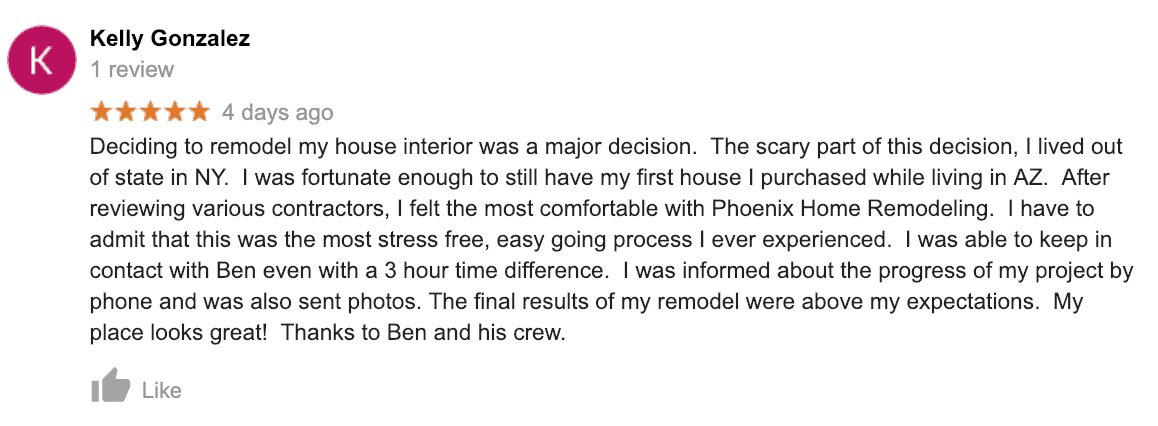 K
Kelly Gonzalez
1 review
4 days ago
Deciding to remodel my house interior was a major decision.  The scary part of this decision, I lived out
of state in NY.  I was fortunate enough to still have my first house I purchased while living in AZ.  After
reviewing various contractors, I felt the most comfortable with Phoenix Home Remodeling.  I have to
admit that this was the most stress free, easy going process I ever experienced.  I was able to keep in
contact with Ben even with a 3 hour time difference.  I was informed about the progress of my project by
phone and was also sent photos. The final results of my remodel were above my expectations.  My
place looks great!  Thanks to Ben and his crew.
Like